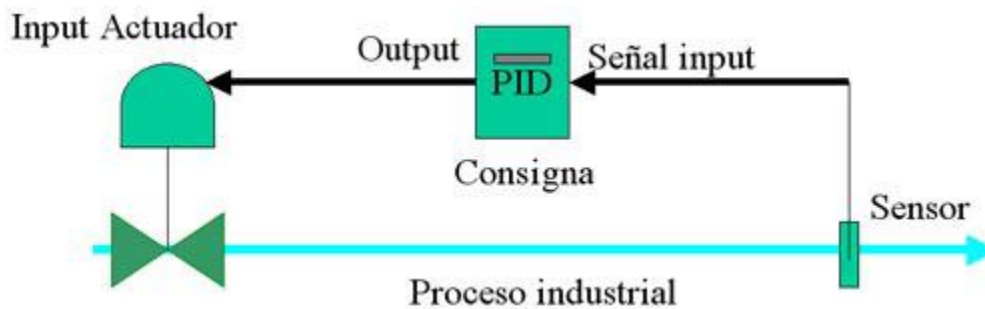 Input Actuador
Output
PID
Señal input
Consigna
Sensor
Proceso industrial